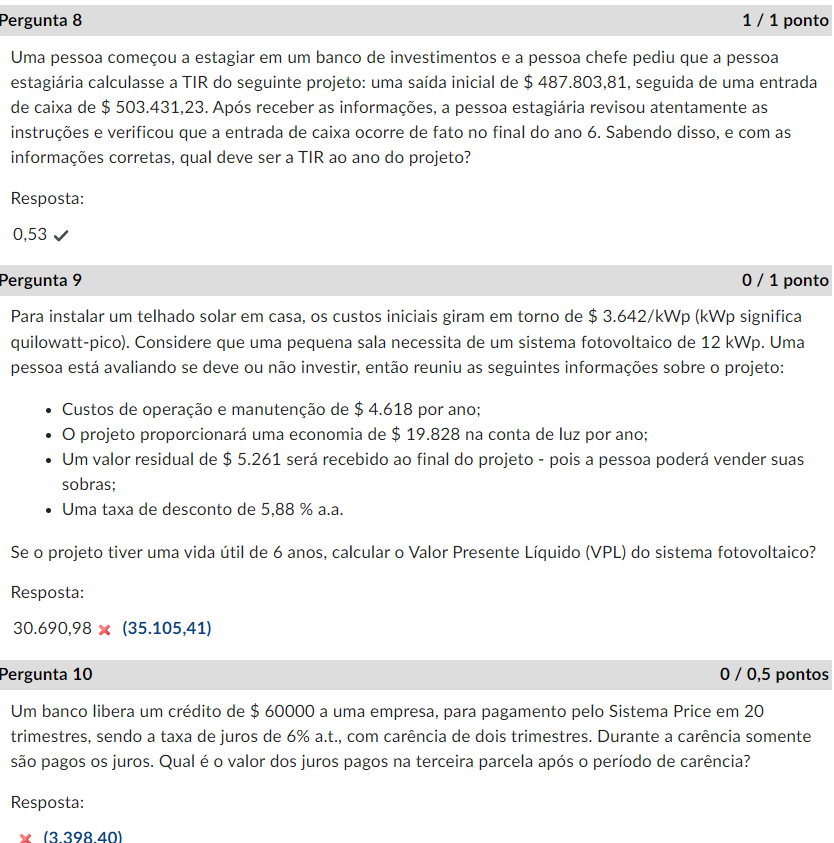 Pergunta 8 1 / 1 ponto
Uma pessoa começou a estagiar em um banco de investimentos e a pessoa chefe pediu que a pessoa
estagiária calculasse a TIR do seguinte projeto: uma saída inicial de $ 487.803,81, seguida de uma entrada
de caixa de $ 503.431,23. Após receber as informações, a pessoa estagiária revisou atentamente as
instruções e verificou que a entrada de caixa ocorre de fato no final do ano 6. Sabendo disso, e com as
informações corretas, qual deve ser a TIR ao ano do projeto?
Resposta:
0,53 ✓
Pergunta 9 0 / 1 ponto
Para instalar um telhado solar em casa, os custos iniciais giram em torno de $ 3.642/kWp (kWp significa
quilowatt-pico). Considere que uma pequena sala necessita de um sistema fotovoltaico de 12 kWp. Uma
pessoa está avaliando se deve ou não investir, então reuniu as seguintes informações sobre o projeto:
• Custos de operação e manutenção de $ 4.618 por ano;
• O projeto proporcionará uma economia de $ 19.828 na conta de luz por ano;
• Um valor residual de $ 5.261 será recebido ao final do projeto - pois a pessoa poderá vender suas
sobras;
• Uma taxa de desconto de 5,88 % a.a.
Se o projeto tiver uma vida útil de 6 anos, calcular o Valor Presente Líquido (VPL) do sistema fotovoltaico?
Resposta:
30.690,98 ✗ (35.105,41)
Pergunta 10 0 / 0,5 pontos
Um banco libera um crédito de $ 60000 a uma empresa, para pagamento pelo Sistema Price em 20
trimestres, sendo a taxa de juros de 6% a.t., com carência de dois trimestres. Durante a carência somente
são pagos os juros. Qual é o valor dos juros pagos na terceira parcela após o período de carência?
Resposta:
✗ (3.398,40)